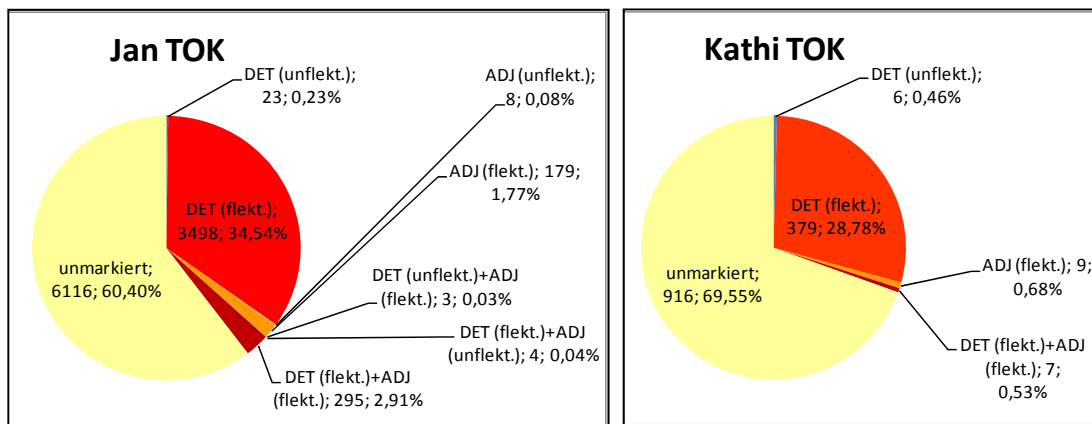 Jan TOK
DET (unflekt.);
23; 0,23%
ADJ (unflekt.);
8; 0,08%
ADJ (flekt.); 179;
1,77%
DET (flekt.);
3498; 34,54%
unmarkiert;
6116; 60,40%
DET (unflekt.)+ADJ
(flekt.); 3; 0,03%
DET (flekt.)+ADJ
(unflekt.); 4; 0,04%
DET (flekt.)+ADJ
(flekt.); 295; 2,91%
Kathi TOK
DET (unflekt.);
6; 0,46%
DET (flekt.);
379; 28,78%
unmarkiert;
916; 69,55%
ADJ (flekt.); 9;
0,68%
DET (flekt.)+ADJ
(flekt.); 7;
0,53%